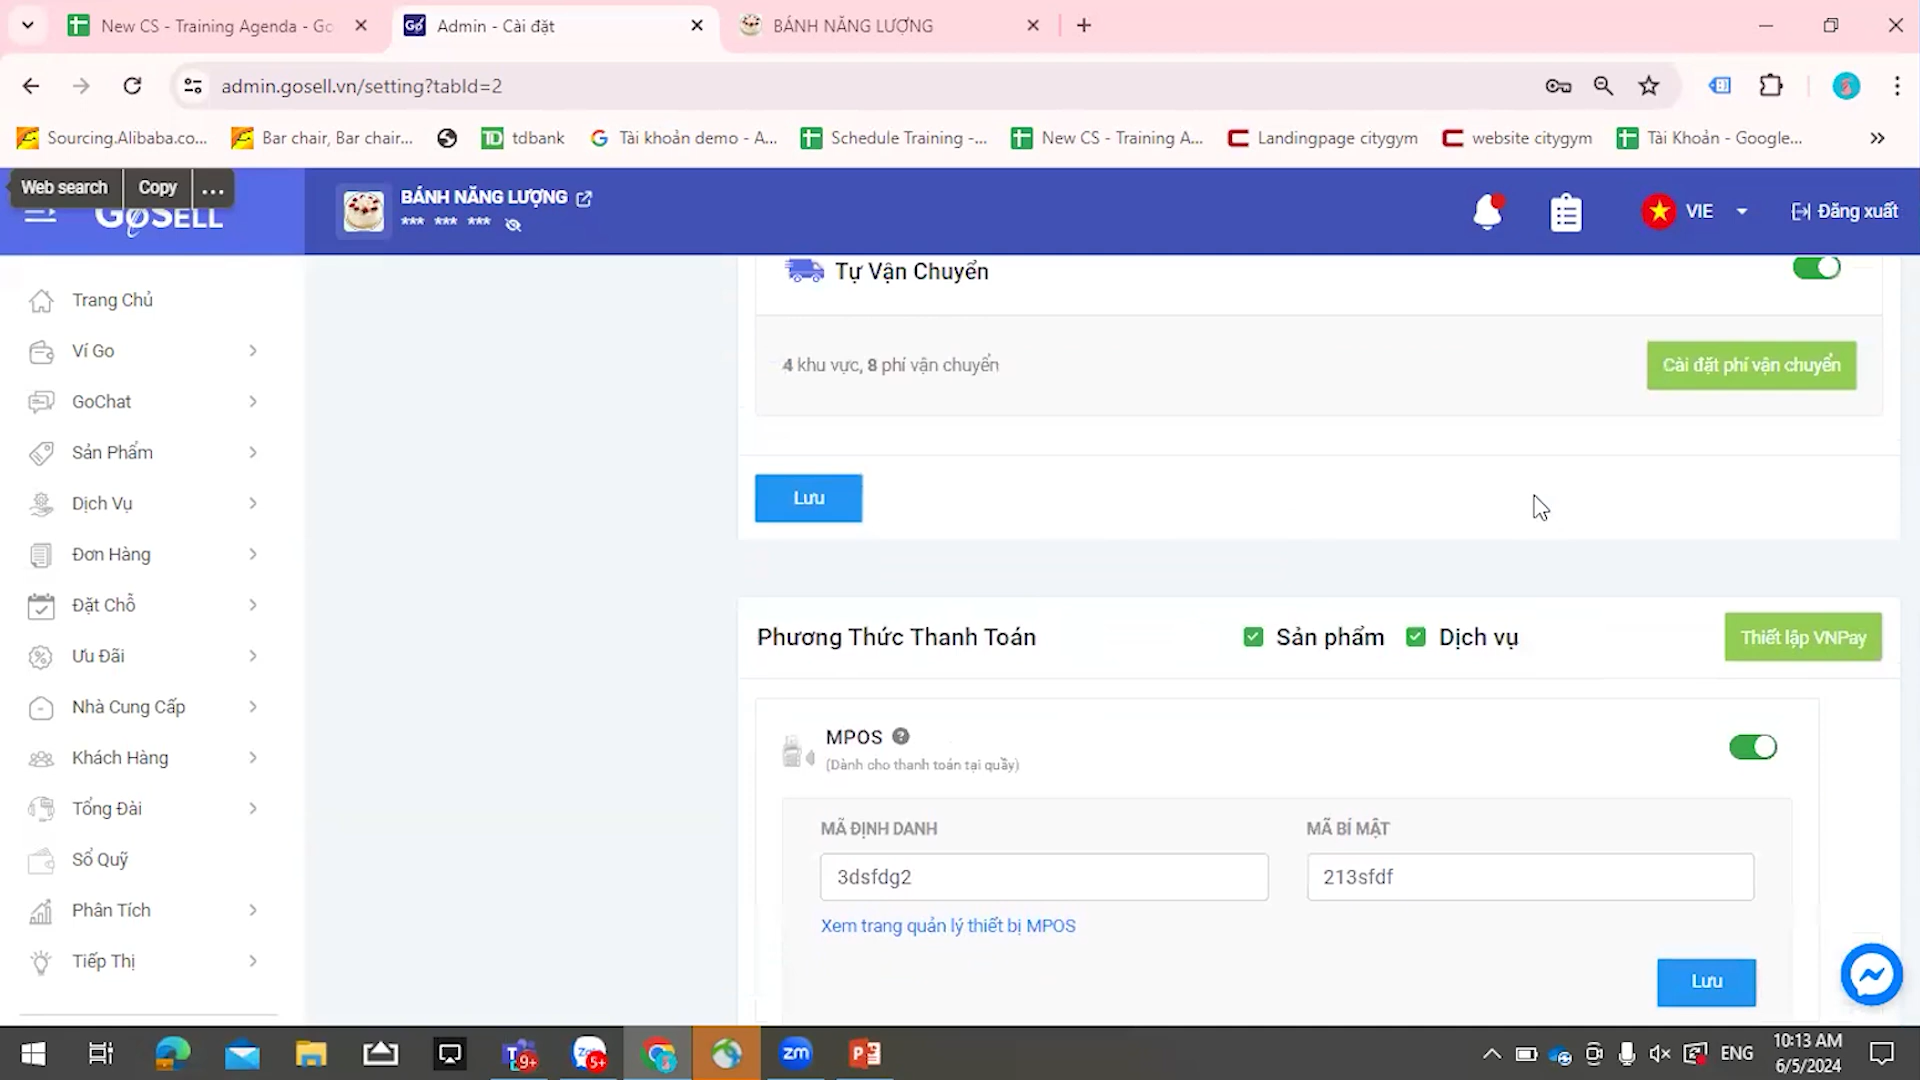 New CS - Training Agenda - Go
Admin - Cài đặt
BÁNH NĂNG LƯỢNG
admin.gosell.vn/setting?tabId=2
Sourcing.Alibaba.co...
Bar chair, Bar chair...
TD tdbank
Tài khoản demo - A...
Schedule Training -...
New CS - Training A...
Landingpage citygym
website citygym
Tài Khoản - Google...
Web search
Copy
...
GoSELL
BÁNH NĂNG LƯỢNG
*** *** ***
VIE
Đăng xuất
Trang Chủ
Ví Go
GoChat
Sản Phẩm
Dịch Vụ
Đơn Hàng
Đặt Chỗ
Ưu Đãi
Nhà Cung Cấp
Khách Hàng
Tổng Đài
Sổ Quỹ
Phân Tích
Tiếp Thị
Tự Vận Chuyển
4 khu vực, 8 phí vận chuyển
Cài đặt phí vận chuyển
Lưu
Phương Thức Thanh Toán
Sản phẩm
Dịch vụ
Thiết lập VNPay
MPOS
(Dành cho thanh toán tại quầy)
MÃ ĐỊNH DANH
MÃ BÍ MẬT
3dsfdg2
213sfdf
Xem trang quản lý thiết bị MPOS
Lưu
9+
5+
zm
ENG
10:13 AM
6/5/2024